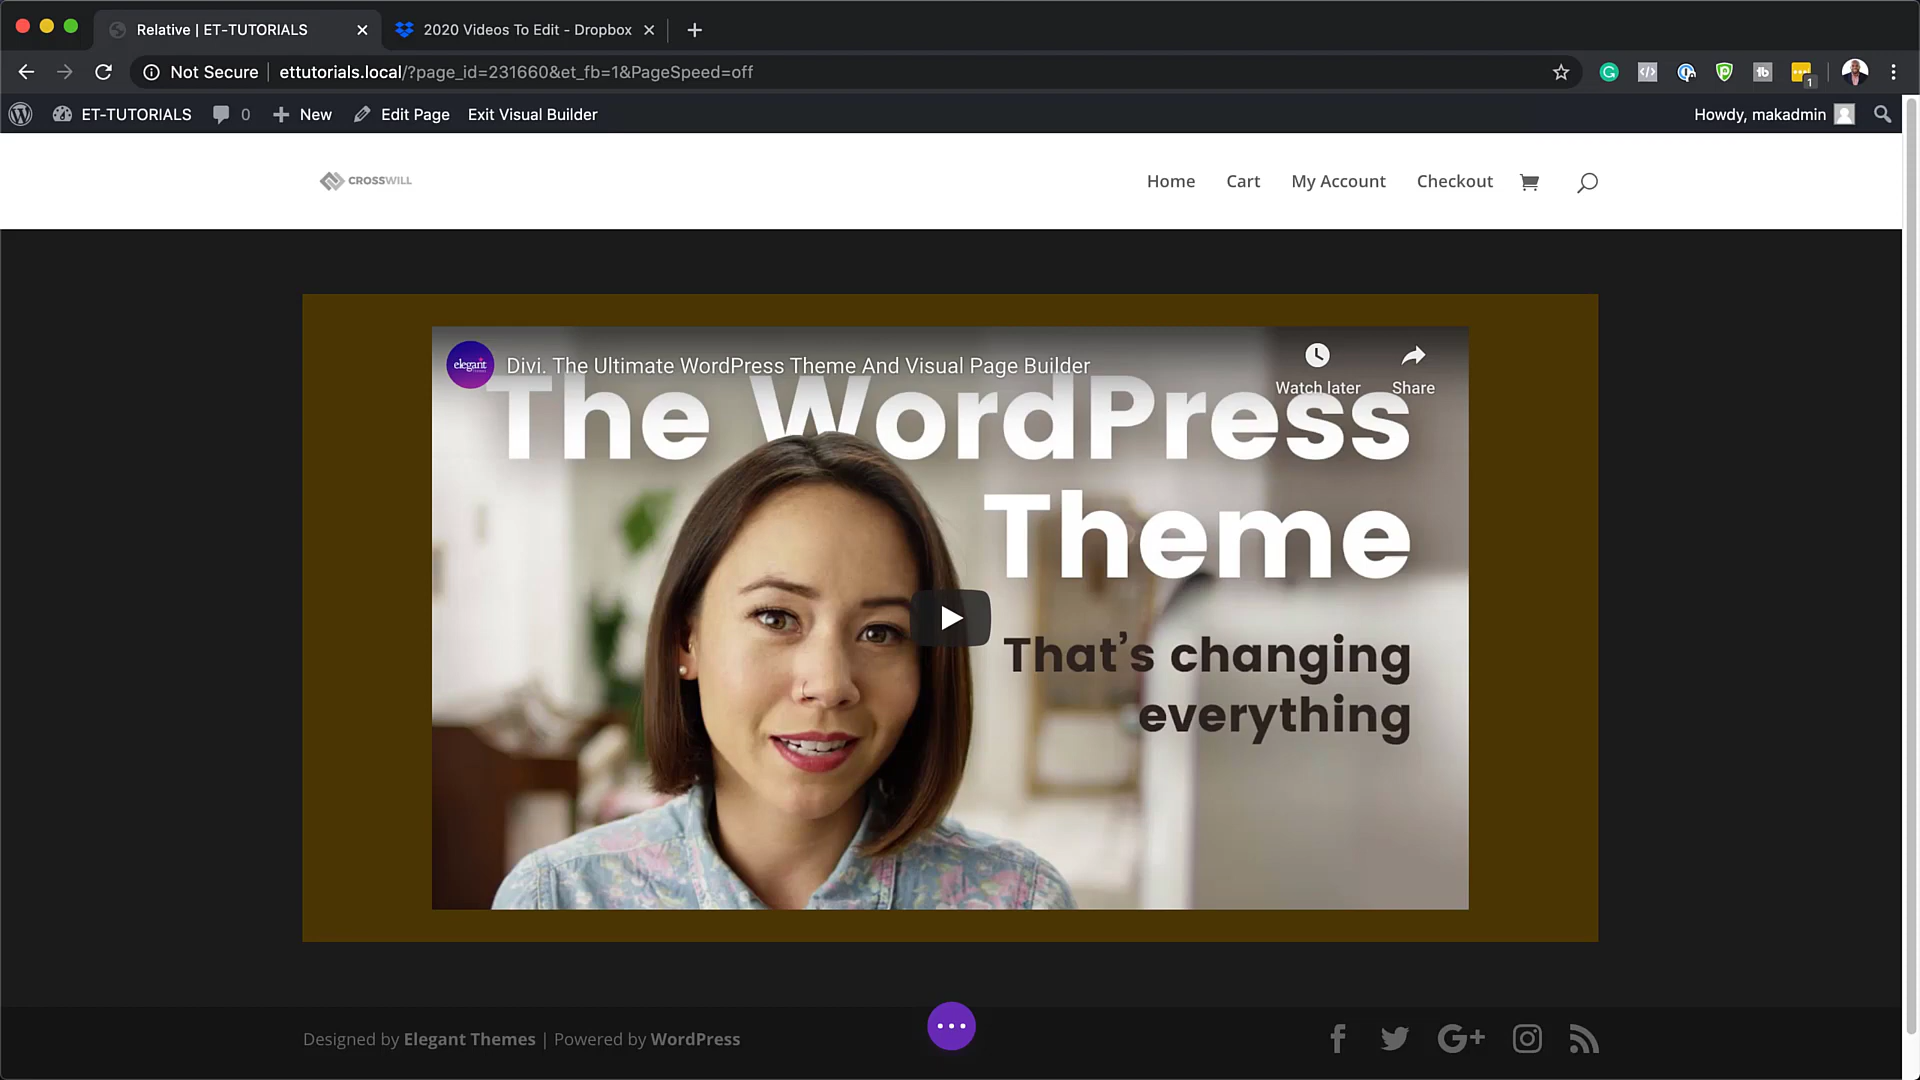 Relative | ET-TUTORIALS
2020 Videos To Edit - Dropbox
Not Secure
ettutorials.local/?page_id=231660&et_fb=1&PageSpeed=off
1
ET-TUTORIALS
0
New
Edit Page
Exit Visual Builder
Howdy, makadmin
CROSSWILL
Home
Cart
My Account
Checkout
elegant
Divi. The Ultimate WordPress Theme And Visual Page Builder
Watch later
Share
The WordPress
Theme
That's changing
everything
Designed by Elegant Themes | Powered by WordPress